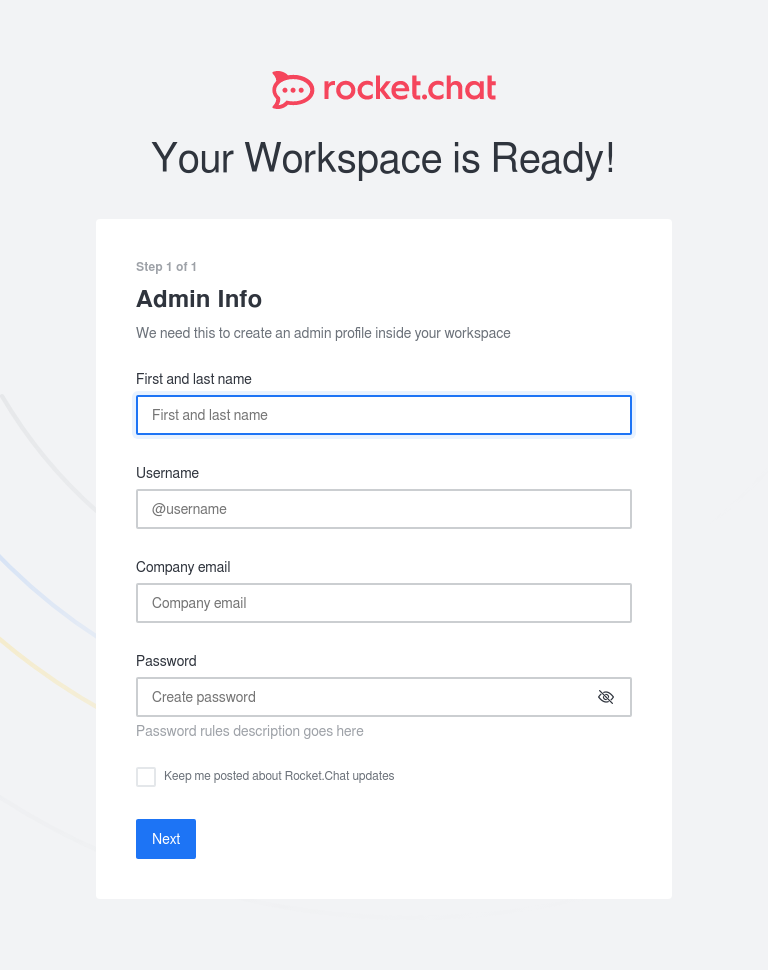 rocket.chat
Your Workspace is Ready!
Step 1 of 1
Admin Info
We need this to create an admin profile inside your workspace
First and last name
First and last name
Username
@username
Company email
Company email
Password
Create password
Password rules description goes here
Keep me posted about Rocket.Chat updates
Next